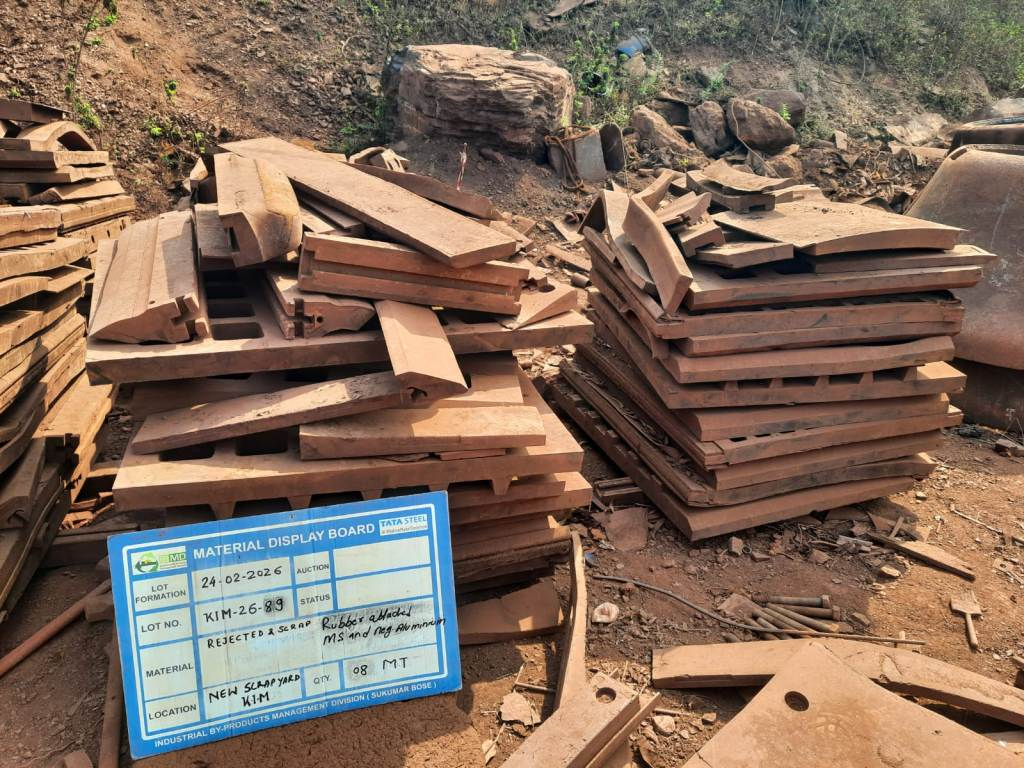 MD
MATERIAL DISPLAY BOARD
TATA STEEL
LOT FORMATION 24-02-2026 AUCTION
LOT NO. KIM-26-89 STATUS
MATERIAL REJECTED & SCRAP Rubber attached
MS and neg Aluminium
LOCATION NEW SCRAPYARD KIM QTY. 08 MT
INDUSTRIAL BY-PRODUCTS MANAGEMENT DIVISION ( SUKUMAR BOSE )